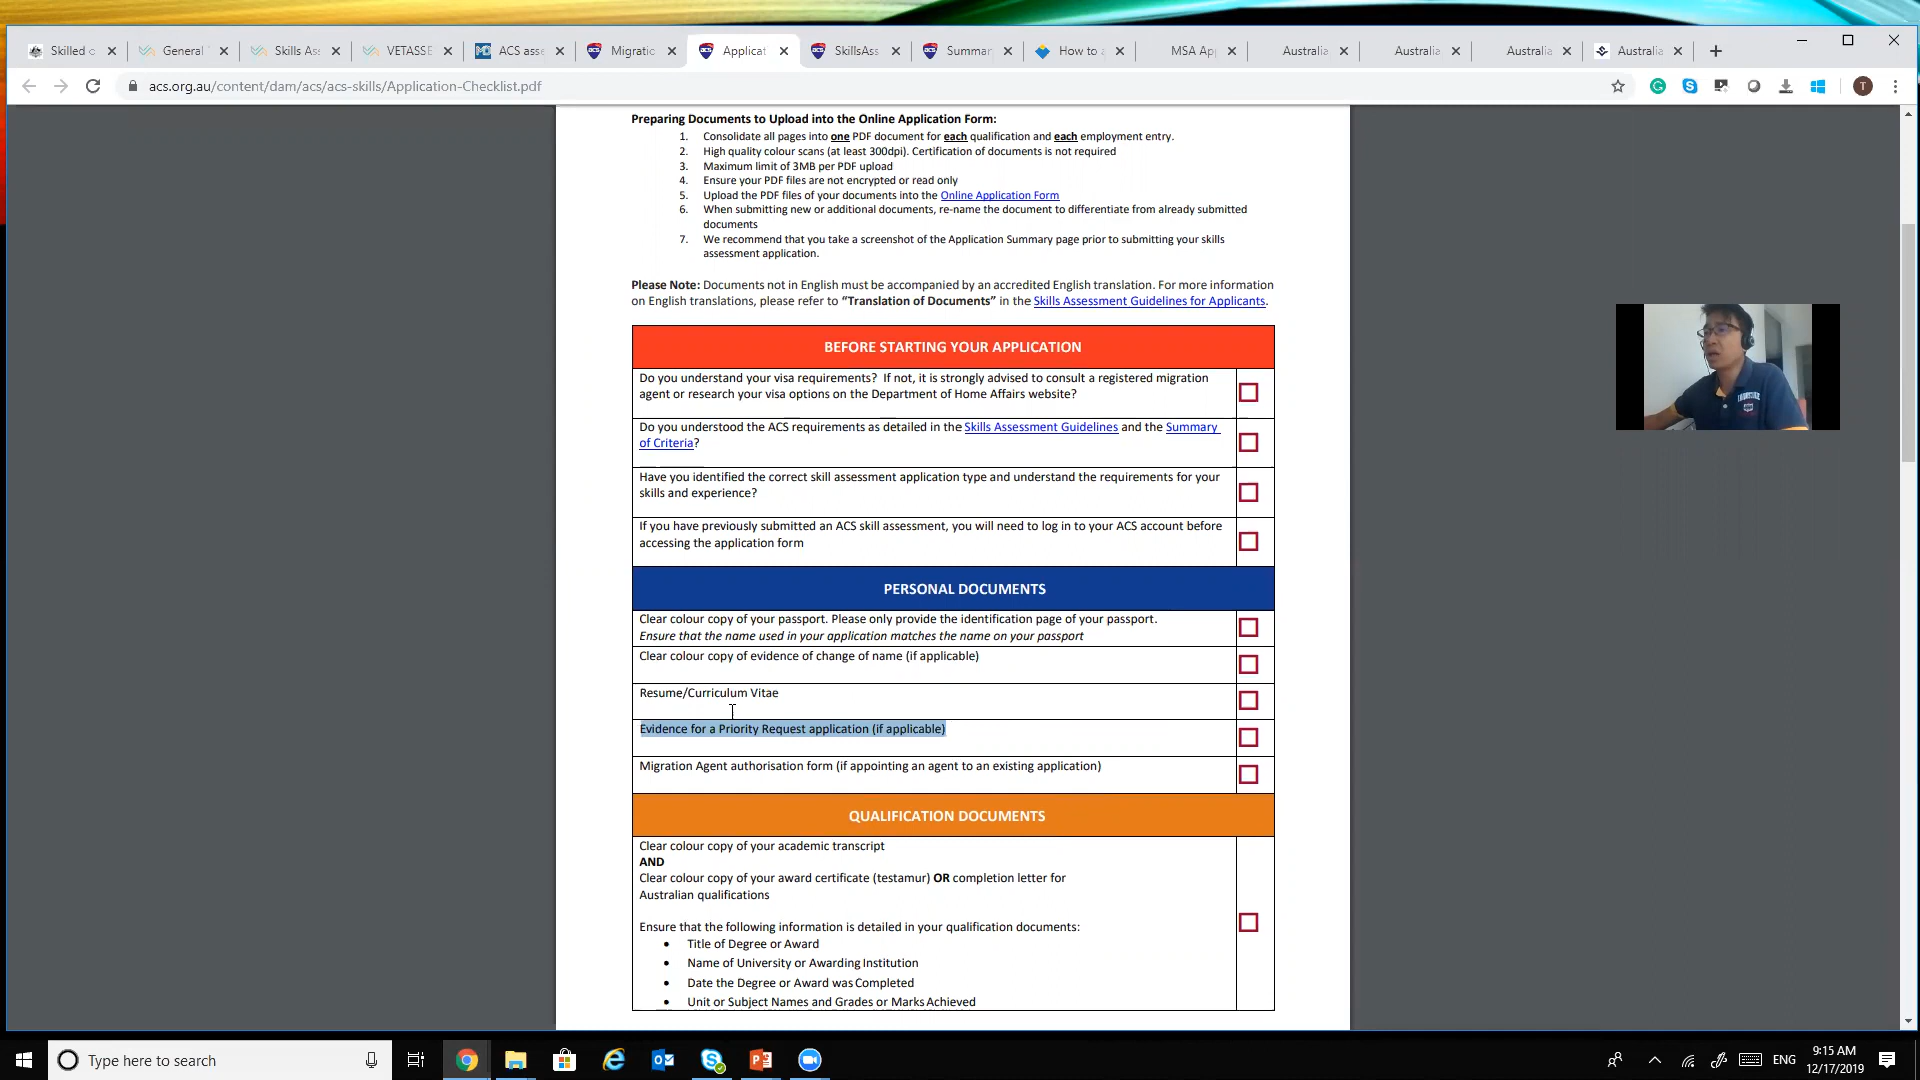 Skilled o
General
Skills As
VETASSE
ACS asse
Migratio
Applicat
SkillsAss
Summar
How to a
MSA Ap
Australia
Australia
Australia
Australia
acs.org.au/content/dam/acs/acs-skills/Application-Checklist.pdf
T
Preparing Documents to Upload into the Online Application Form:
1. Consolidate all pages into one PDF document for each qualification and each employment entry.
2. High quality colour scans (at least 300dpi). Certification of documents is not required
3. Maximum limit of 3MB per PDF upload
4. Ensure your PDF files are not encrypted or read only
5. Upload the PDF files of your documents into the Online Application Form
6. When submitting new or additional documents, re-name the document to differentiate from already submitted
documents
7. We recommend that you take a screenshot of the Application Summary page prior to submitting your skills
assessment application.
Please Note: Documents not in English must be accompanied by an accredited English translation. For more information
on English translations, please refer to “Translation of Documents” in the Skills Assessment Guidelines for Applicants.
BEFORE STARTING YOUR APPLICATION
Do you understand your visa requirements? If not, it is strongly advised to consult a registered migration
agent or research your visa options on the Department of Home Affairs website?
Do you understood the ACS requirements as detailed in the Skills Assessment Guidelines and the Summary
of Criteria?
Have you identified the correct skill assessment application type and understand the requirements for your
skills and experience?
If you have previously submitted an ACS skill assessment, you will need to log in to your ACS account before
accessing the application form
PERSONAL DOCUMENTS
Clear colour copy of your passport. Please only provide the identification page of your passport.
Ensure that the name used in your application matches the name on your passport
Clear colour copy of evidence of change of name (if applicable)
Resume/Curriculum Vitae
Evidence for a Priority Request application (if applicable)
Migration Agent authorisation form (if appointing an agent to an existing application)
QUALIFICATION DOCUMENTS
Clear colour copy of your academic transcript
AND
Clear colour copy of your award certificate (testamur) OR completion letter for
Australian qualifications
Ensure that the following information is detailed in your qualification documents:
• Title of Degree or Award
• Name of University or Awarding Institution
• Date the Degree or Award was Completed
• Unit or Subject Names and Grades or Marks Achieved
Type here to search
ENG
9:15 AM
12/17/2019